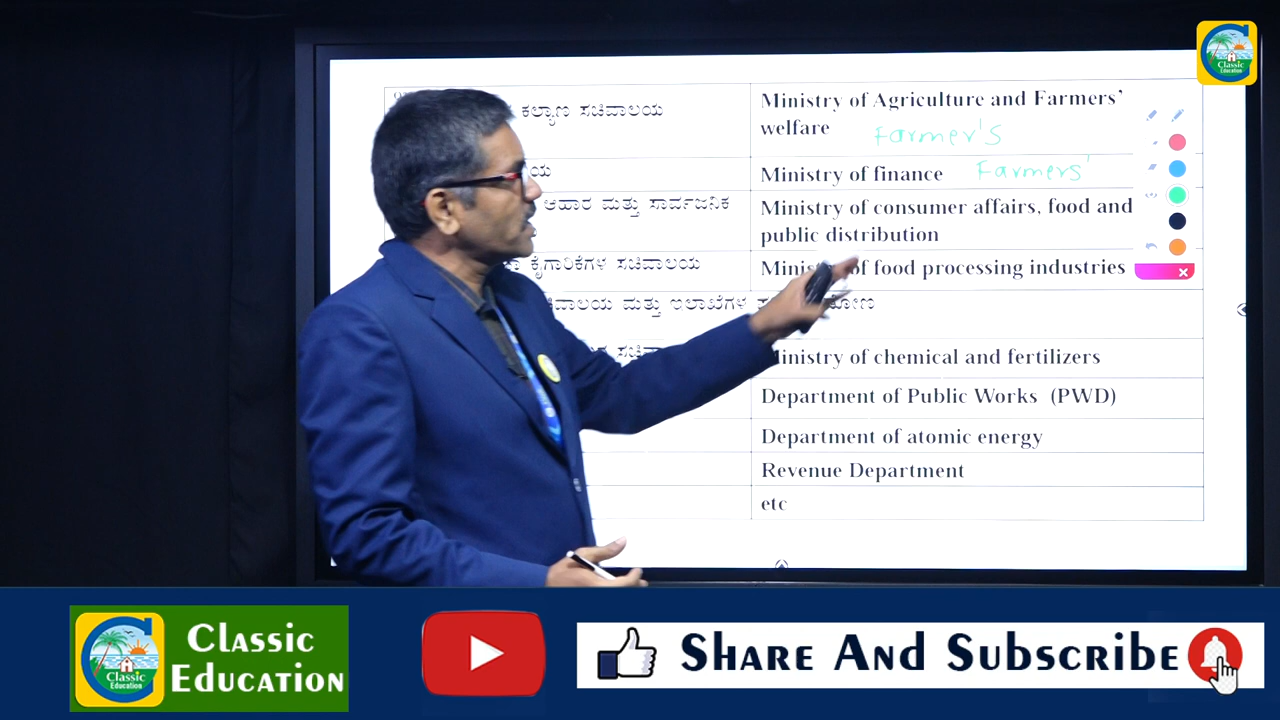 Classic
Education
ಕಲ್ಯಾಣ ಸಚಿವಾಲಯ
Ministry of Agriculture and Farmers'
welfare
Farmer's
Ministry of finance
Farmers'
ಆಹಾರ ಮತ್ತು ಸಾರ್ವಜನಿಕ
Ministry of consumer affairs, food and
public distribution
ಕೈಗಾರಿಕೆಗಳ ಸಚಿವಾಲಯ
of food processing industries
ಮತ್ತು ಇಲಾಖೆಗಳ
Ministry of chemical and fertilizers
Department of Public Works (PWD)
Department of atomic energy
Revenue Department
etc
Classic
Education
Classic
Education
Share And Subscribe